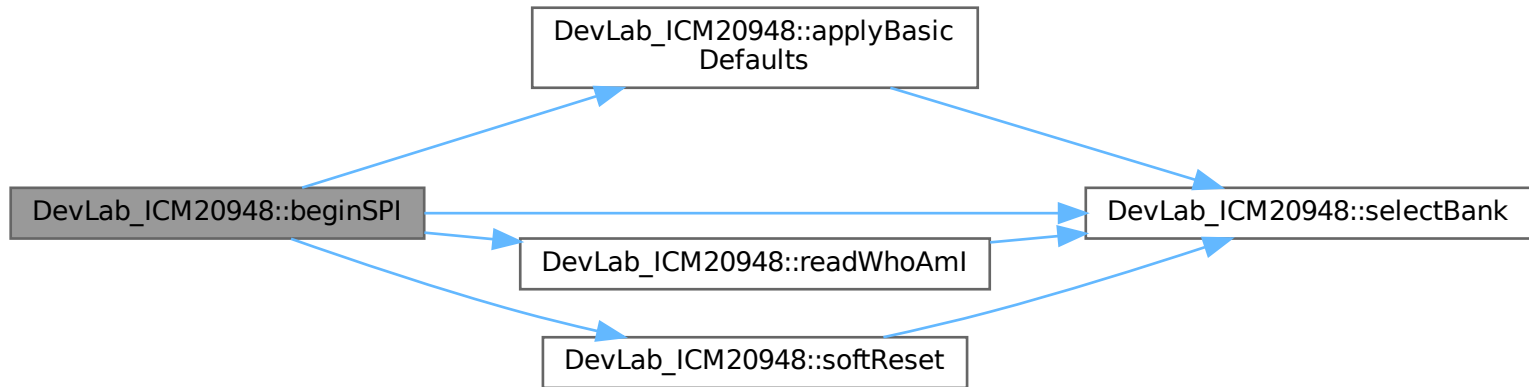 DevLab_ICM20948::applyBasic
Defaults
DevLab_ICM20948::beginSPI
DevLab_ICM20948::selectBank
DevLab_ICM20948::readWhoAmI
DevLab_ICM20948::softReset